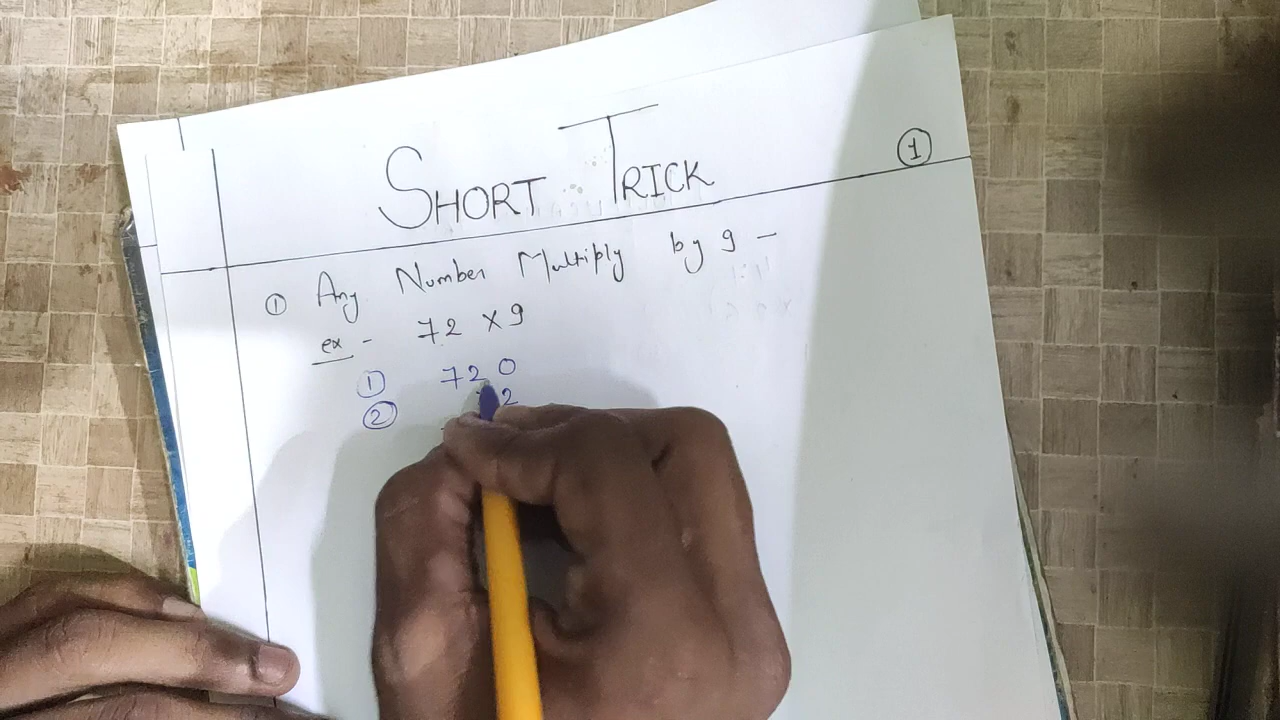 SHORT TRICK
1
① Any Number Multiply by 9 -
ex - 72 x 9
① 720
② 2